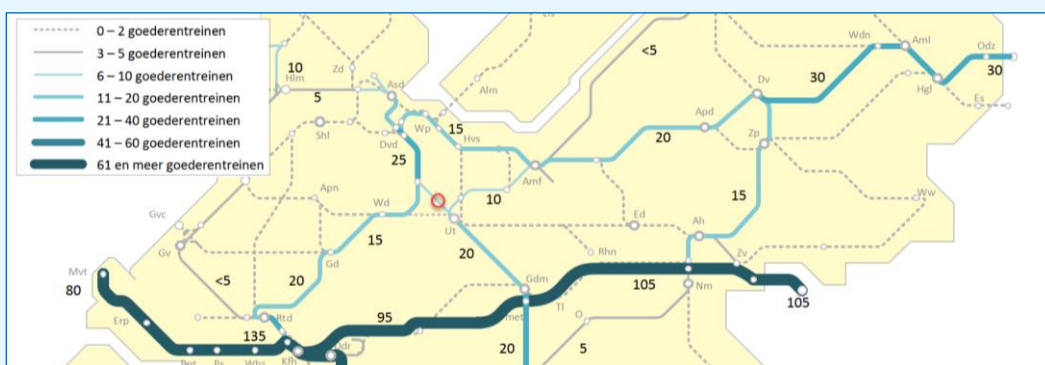 0 – 2 goederentreinen
3 – 5 goederentreinen
6 – 10 goederentreinen
11 – 20 goederentreinen
21 – 40 goederentreinen
41 – 60 goederentreinen
61 en meer goederentreinen
10
Hlm
5
Zd
Asd
Alm
Shl
Dvd
Wp
15
Hvs
25
<5
Wdn
Aml
Odz
30
30
Hgl
Es
Dv
Apd
20
Zp
Amf
10
Apn
Wd
Ut
Ed
15
Ww
Gvc
Gv
15
Gd
20
<5
20
Rhn
Ah
Zv
Mvt
80
Erp
Rtd
135
95
Gdm
Tl
105
Nm
105
O
5
20
Kfh
Whz